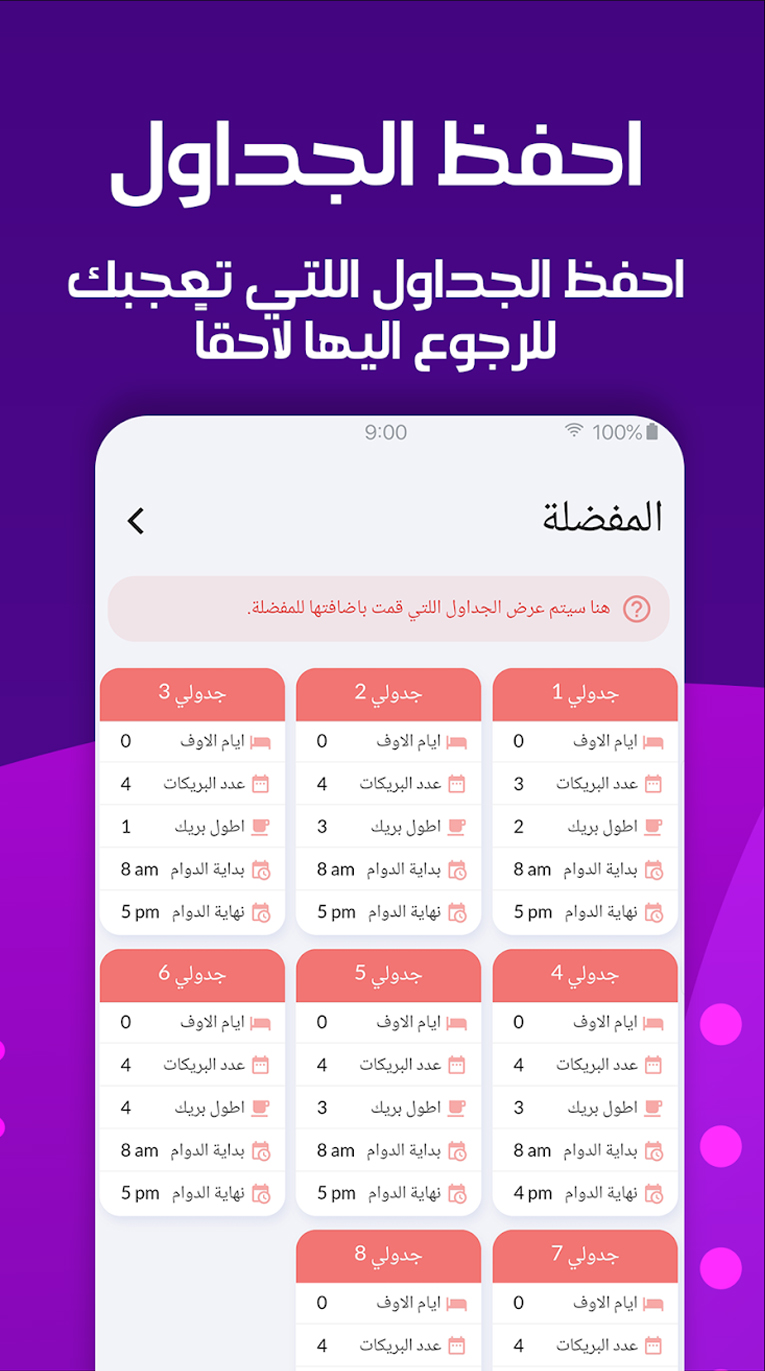 احفظ الجداول
احفظ الجداول اللتي تعٍجبك
للرجوع اليها لاحقاً
9:00
100%
المفضلة
هنا سيتم عرض الجداول اللتي قمت باضافتها للمفضلة.
جدولي 1
ايام الاوف 0
عدد البريكات 3
اطول بريك 2
بداية الدوام 8 am
نهاية الدوام 5 pm
جدولي 2
ايام الاوف 0
عدد البريكات 4
اطول بريك 3
بداية الدوام 8 am
نهاية الدوام 5 pm
جدولي 3
ايام الاوف 0
عدد البريكات 4
اطول بريك 1
بداية الدوام 8 am
نهاية الدوام 5 pm
جدولي 4
ايام الاوف 0
عدد البريكات 4
اطول بريك 3
بداية الدوام 8 am
نهاية الدوام 4 pm
جدولي 5
ايام الاوف 0
عدد البريكات 4
اطول بريك 3
بداية الدوام 8 am
نهاية الدوام 5 pm
جدولي 6
ايام الاوف 0
عدد البريكات 4
اطول بريك 4
بداية الدوام 8 am
نهاية الدوام 5 pm
جدولي 7
ايام الاوف 0
عدد البريكات 4
جدولي 8
ايام الاوف 0
عدد البريكات 4